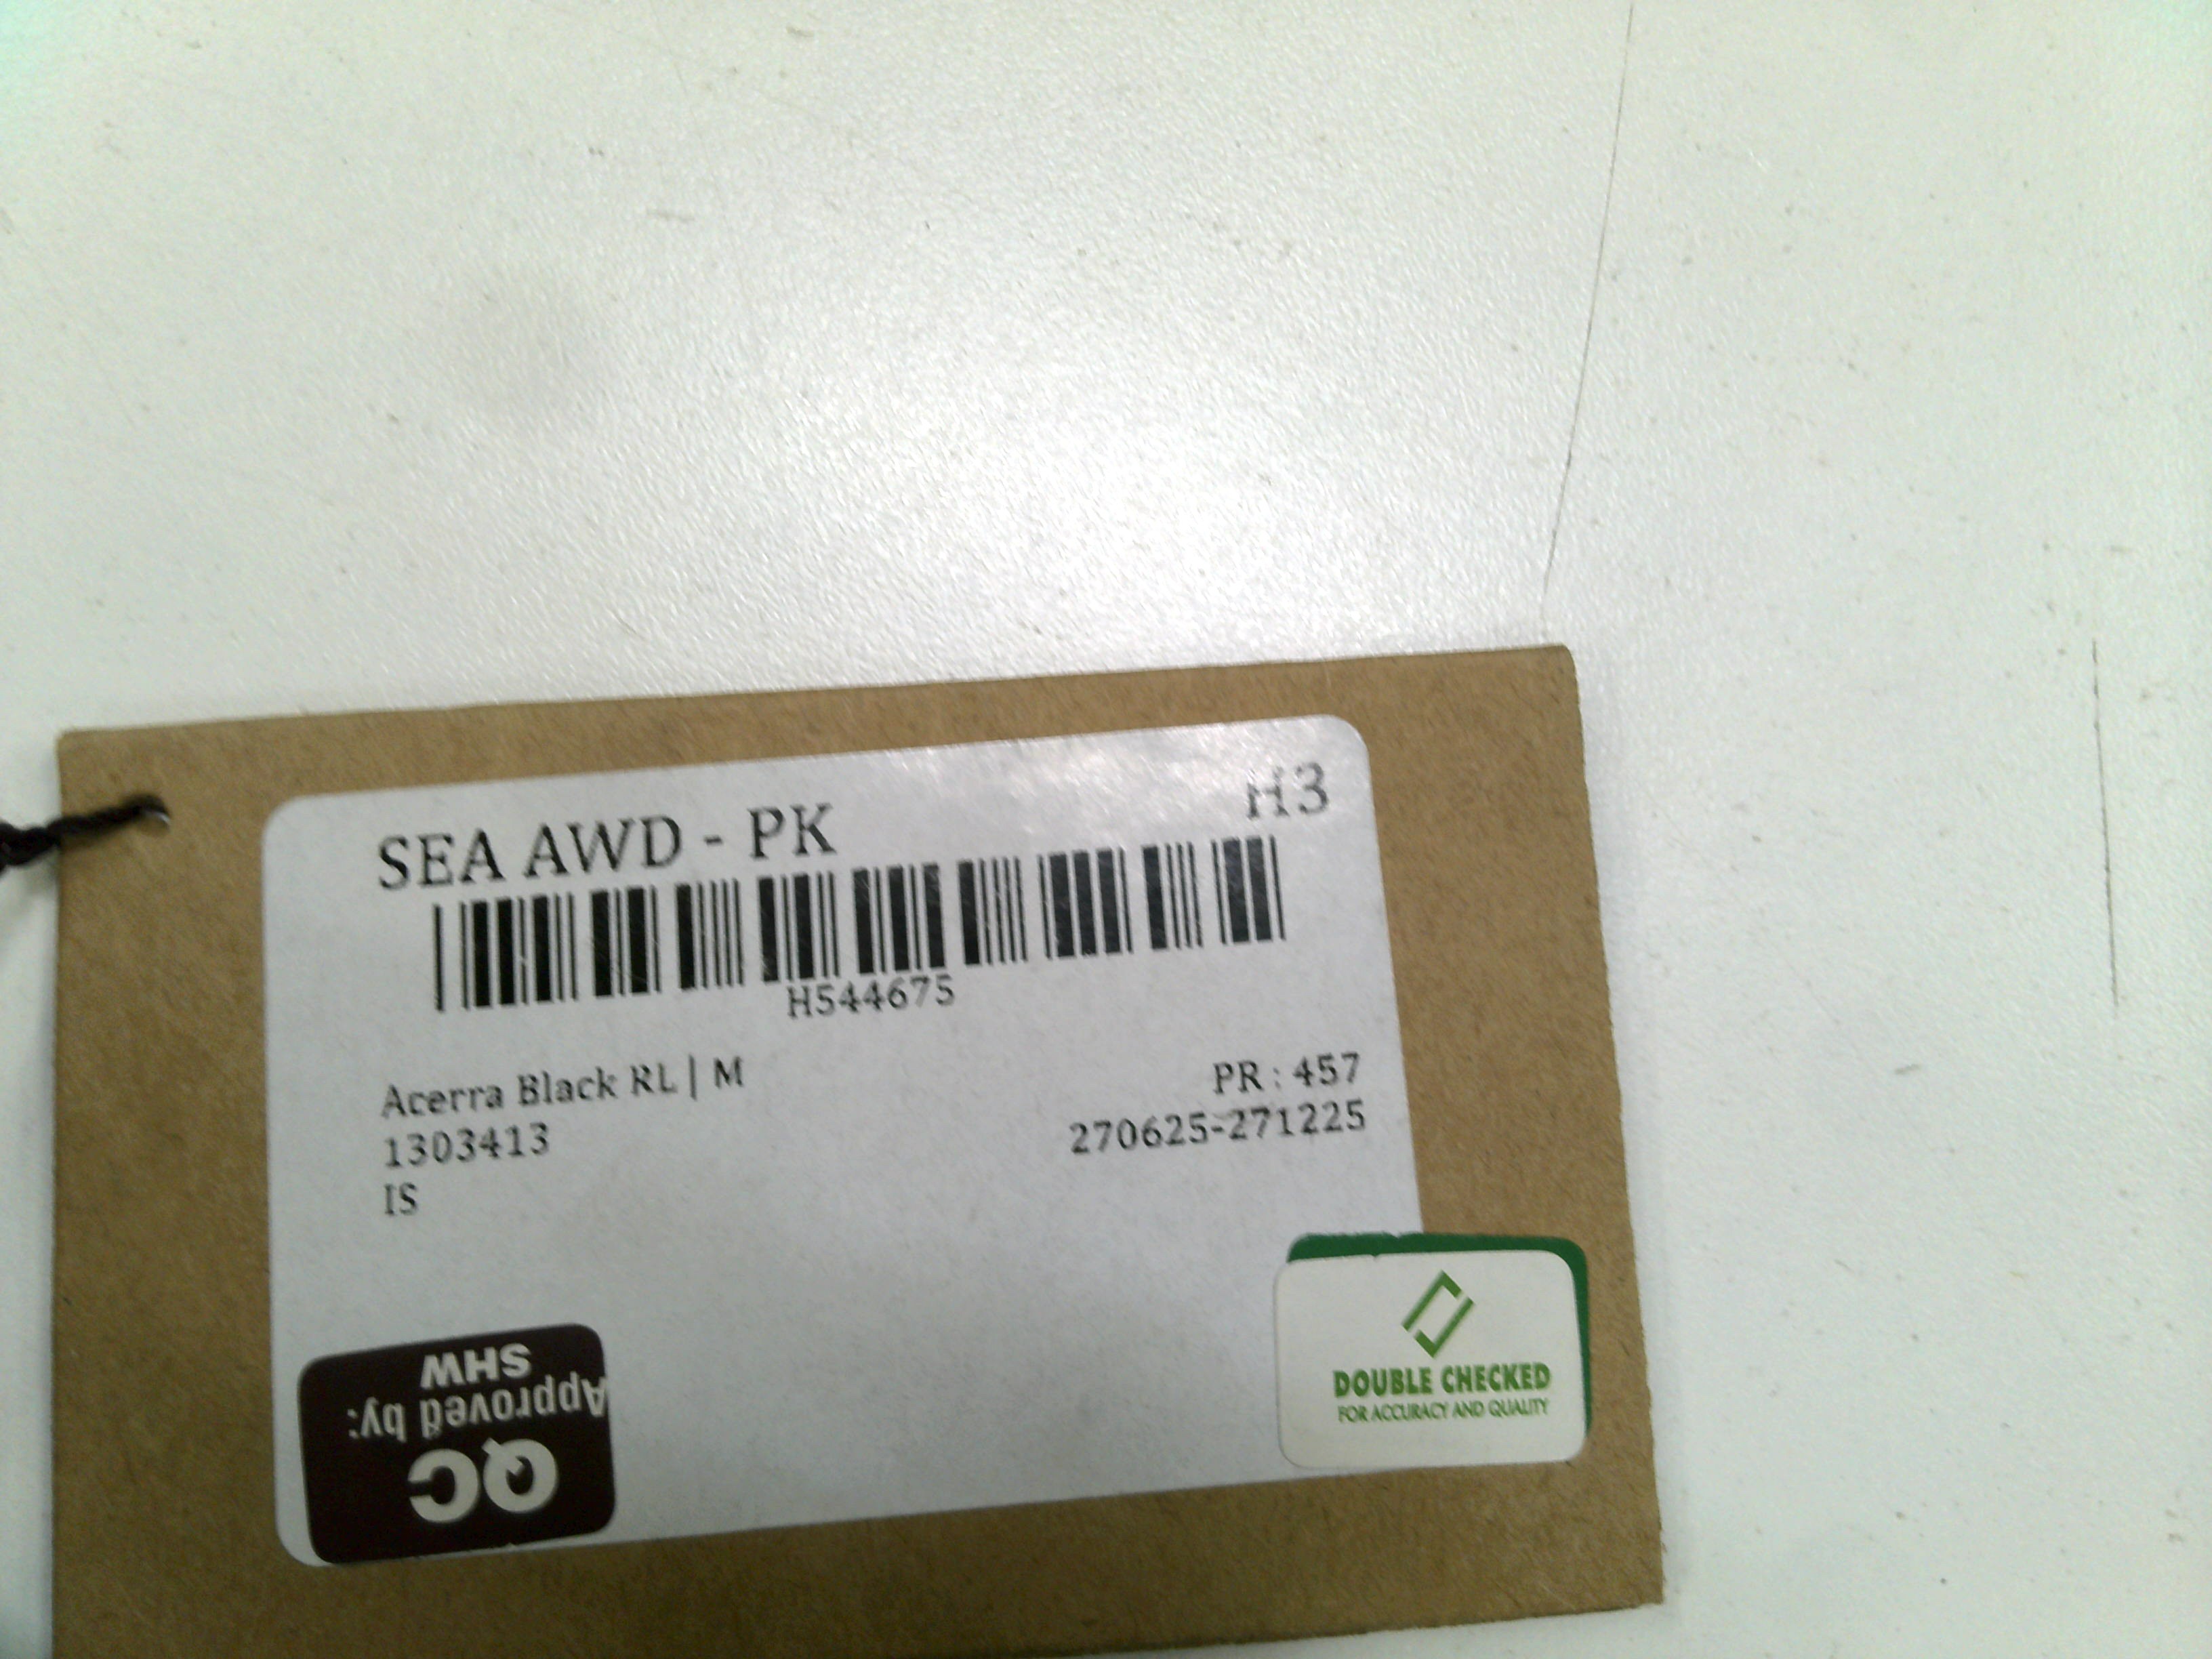 SEA AWD - PK
H3
H544675
Acerra Black RL | M
PR : 457
1303413
270625-271225
IS
DOUBLE CHECKED
FOR ACCURACY AND QUALITY
QC
Approved by:
SHW